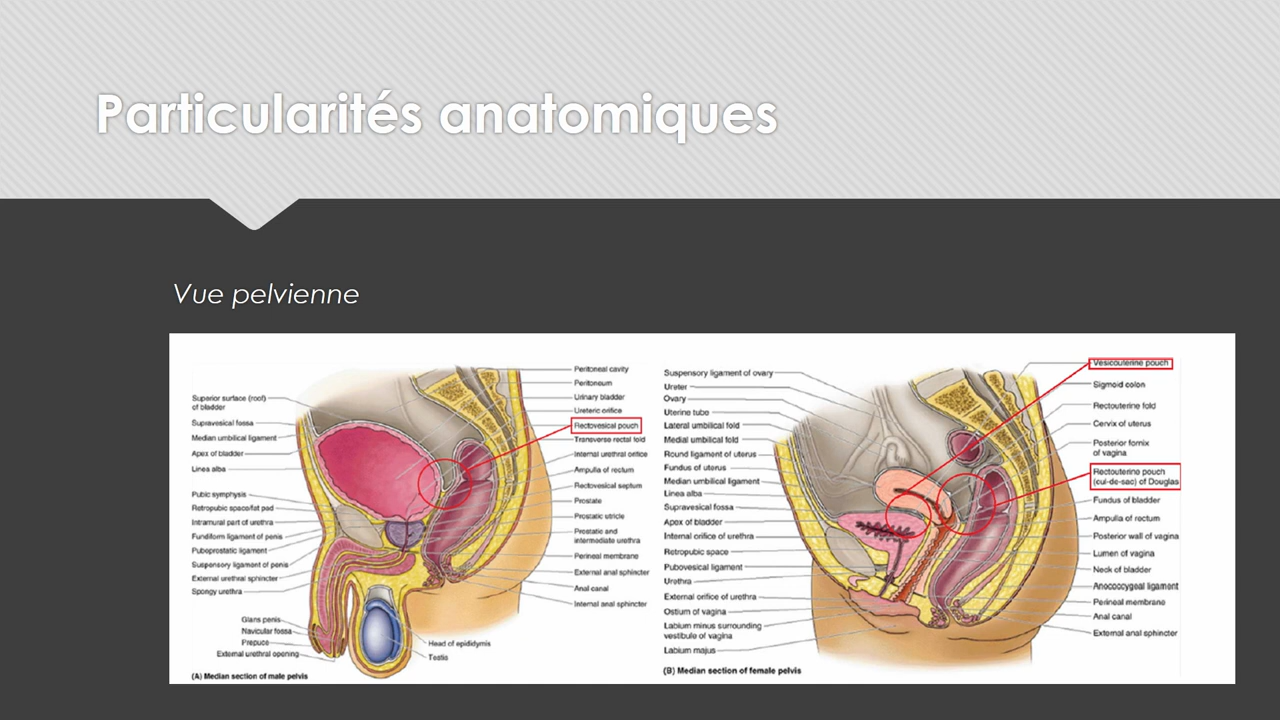 Particularités anatomiques
Vue pelvienne
Superior surface (roof)
of bladder
Supravesical fossa
Median umbilical ligament
Apex of bladder
Linea alba
Pubic symphysis
Retropubic space/fat pad
Intramural part of urethra
Fundiform ligament of penis
Puboprostatic ligament
Suspensory ligament of penis
External urethral sphincter
Spongy urethra
Glans penis
Navicular fossa
Prepuce
External urethral opening
Peritoneal cavity
Peritoneum
Urinary bladder
Ureteric orifice
Rectovesical pouch
Transverse rectal fold
Internal urethral orifice
Ampulla of rectum
Rectovesical septum
Prostate
Prostatic utricle
Prostatic and
intermediate urethra
Perineal membrane
External anal sphincter
Anal canal
Internal anal sphincter
Head of epididymis
Testis
(A) Median section of male pelvis
Suspensory ligament of ovary
Ureter
Ovary
Uterine tube
Lateral umbilical fold
Medial umbilical fold
Round ligament of uterus
Fundus of uterus
Median umbilical ligament
Linea alba
Supravesical fossa
Apex of bladder
Internal orifice of urethra
Retropubic space
Pubovesical ligament
Urethra
External orifice of urethra
Ostium of vagina
Labium minus surrounding
vestibule of vagina
Labium majus
Vesicouterine pouch
Sigmoid colon
Rectouterine fold
Cervix of uterus
Posterior fornix
of vagina
Rectouterine pouch
(cul-de-sac) of Douglas
Fundus of bladder
Ampulla of rectum
Posterior wall of vagina
Lumen of vagina
Neck of bladder
Anococcygeal ligament
Perineal membrane
Anal canal
External anal sphincter
(B) Median section of female pelvis